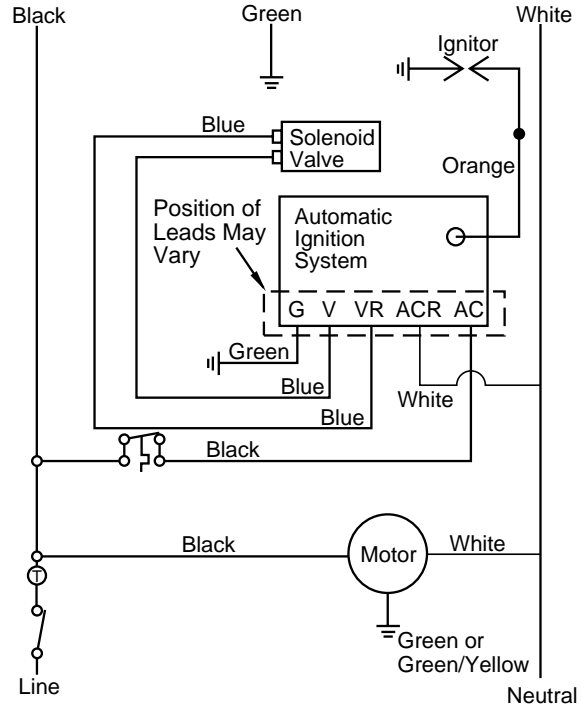 Black
Green
White
Ignitor
Blue
Solenoid
Valve
Orange
Position of
Leads May
Vary
Automatic
Ignition
System
G V VR ACR AC
Green
Blue
White
Blue
Black
Black
Motor
White
T
Green or
Green/Yellow
Line
Neutral